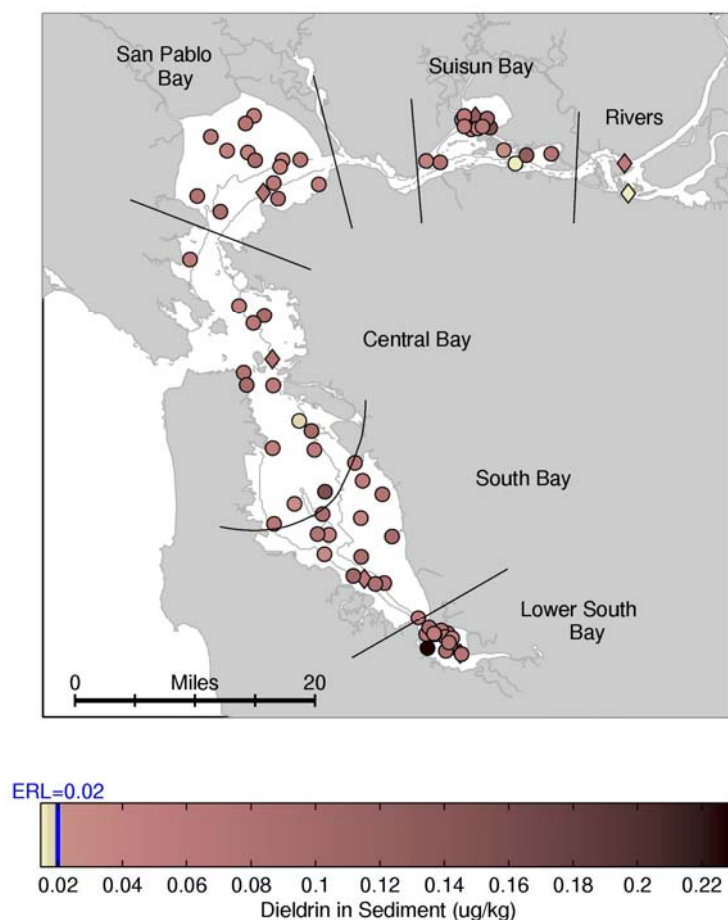 San Pablo
Bay
Suisun Bay
Rivers
Central Bay
South Bay
Lower South
Bay
0 Miles 20
ERL=0.02
0.02 0.04 0.06 0.08 0.1 0.12 0.14 0.16 0.18 0.2 0.22
Dieldrin in Sediment (ug/kg)